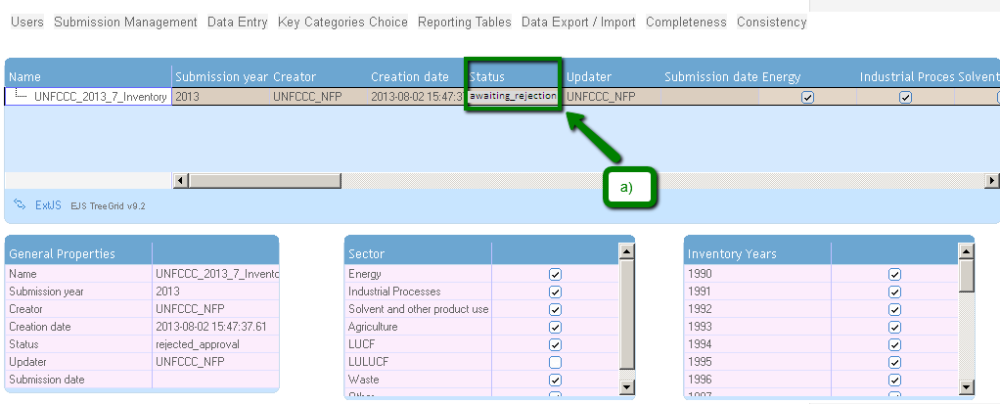 Users Submission Management Data Entry Key Categories Choice Reporting Tables Data Export / Import Completeness Consistency
Name Submission year Creator Creation date Status Updater Submission date Energy Industrial Proces Solvent
UNFCCC_2013_7_Inventory 2013 UNFCCC_NFP 2013-08-02 15:47:37 awaiting_rejection UNFCCC_NFP
a)
ExtJS EJS TreeGrid v9.2
General Properties
Name UNFCCC_2013_7_Invento
Submission year 2013
Creator UNFCCC_NFP
Creation date 2013-08-02 15:47:37.61
Status rejected_approval
Updater UNFCCC_NFP
Submission date
Sector
Energy
Industrial Processes
Solvent and other product use
Agriculture
LUCF
LULUCF
Waste
Other
Inventory Years
1990
1991
1992
1993
1994
1995
1996
1997